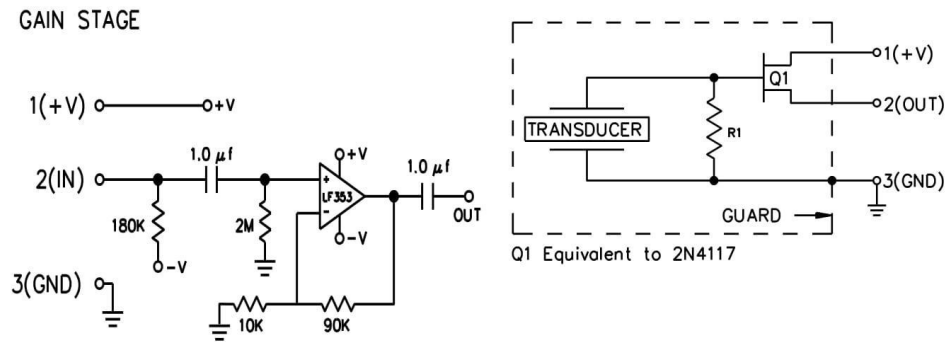 GAIN STAGE
1(+V)
+V
2(IN)
1.0 µf
180K
-V
2M
+
-
LF353
+V
-V
1.0 µf
OUT
3(GND)
10K
90K
TRANSDUCER
R1
Q1
1(+V)
2(OUT)
3(GND)
GUARD
Q1 Equivalent to 2N4117